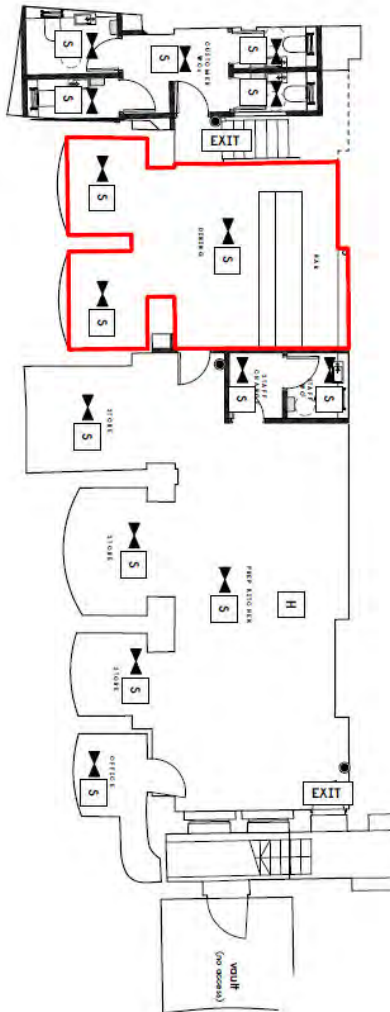 S
S
CUSTOMER
WC
S
S
S
EXIT
S
S
DINING
BAR
S
S
STORE
S
STAFF
CHANGE
S
STAFF
WC
STORE
S
PREP KITCHEN
S
H
STORE
S
OFFICE
S
EXIT
vault
(no access)